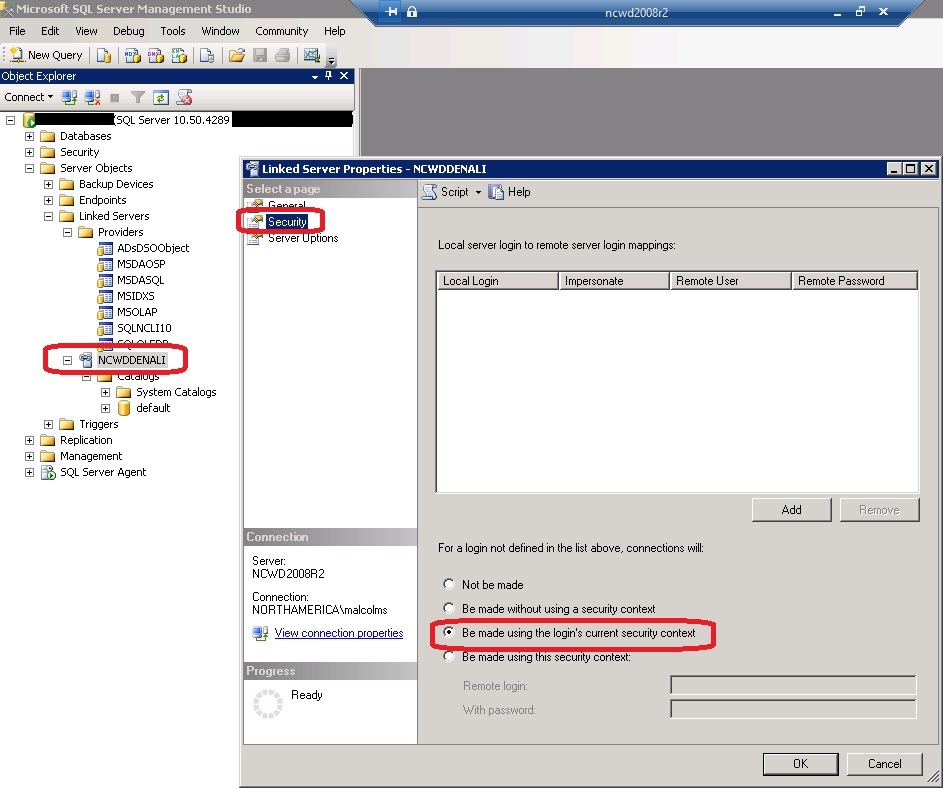 Microsoft SQL Server Management Studio
ncwd2008r2
File Edit View Debug Tools Window Community Help
New Query
Object Explorer
Connect
(SQL Server 10.50.4289
Databases
Security
Server Objects
Backup Devices
Endpoints
Linked Servers
Providers
ADsDSOObject
MSDAOSP
MSDASQL
MSIDXS
MSOLAP
SQLNCLI10
SQLOLEDB
NCWDDENALI
Catalogs
System Catalogs
default
Triggers
Replication
Management
SQL Server Agent
Linked Server Properties - NCWDDENALI
Select a page
General
Security
Server Options
Script Help
Local server login to remote server login mappings:
Local Login Impersonate Remote User Remote Password
Add Remove
For a login not defined in the list above, connections will:
Not be made
Be made without using a security context
Be made using the login's current security context
Be made using this security context:
Remote login:
With password:
Connection
Server:
NCWD2008R2
Connection:
NORTHAMERICA\malcolms
View connection properties
Progress
Ready
OK Cancel